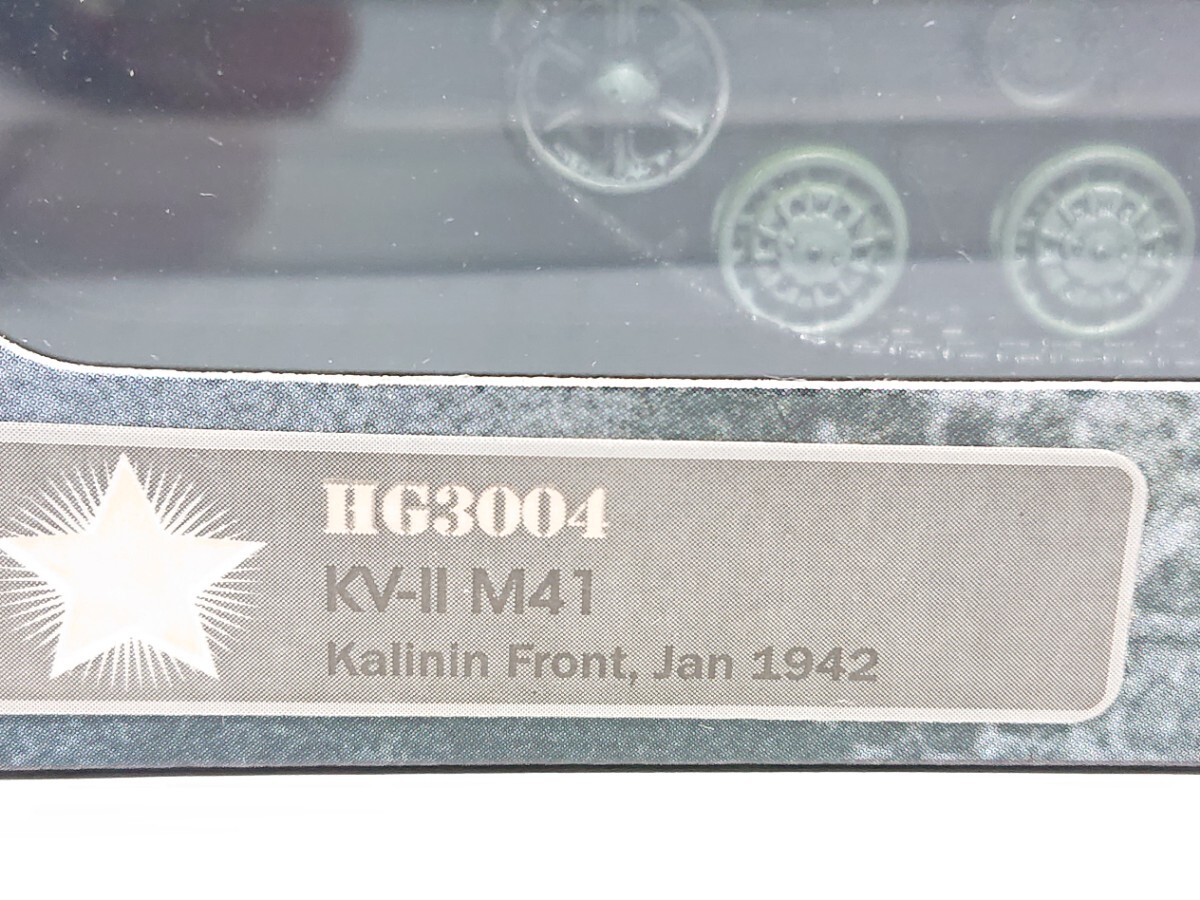 HG3004
KV-II M41
Kalinin Front, Jan 1942